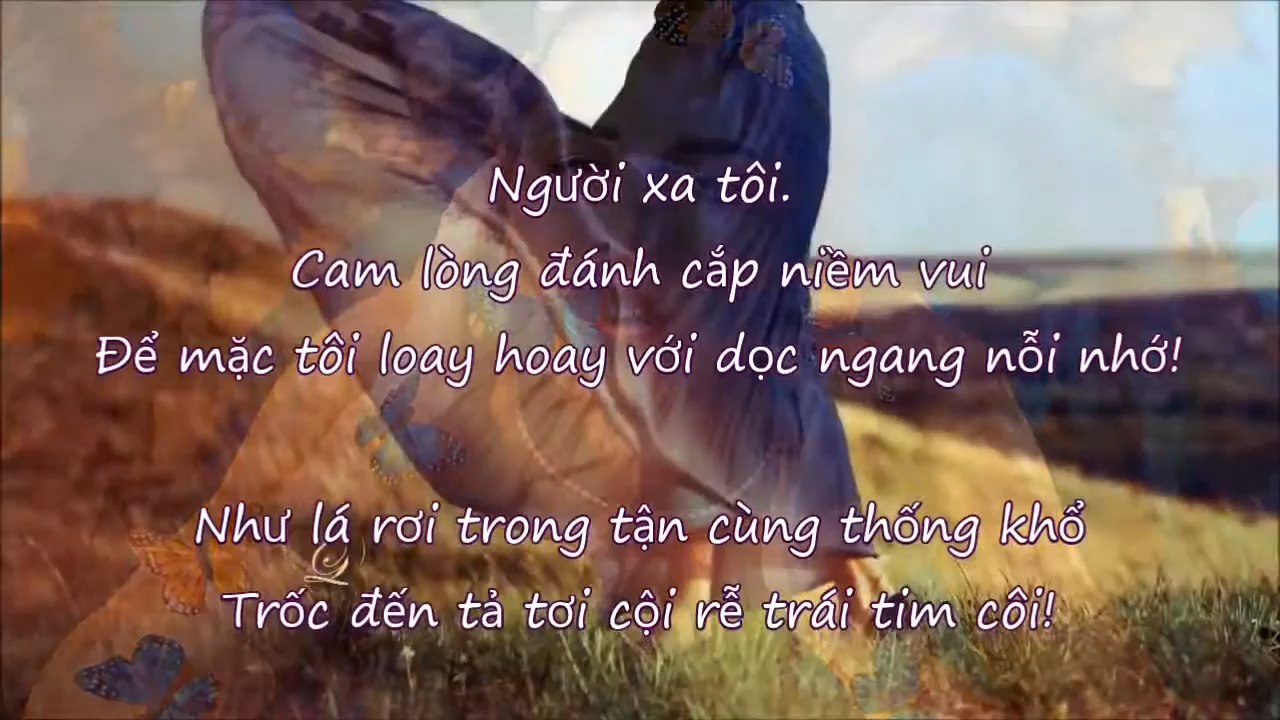 Người xa tôi.
Cam lòng đánh cắp niềm vui
Để mặc tôi loay hoay với dọc ngang nỗi nhớ!
Như lá rơi trong tận cùng thống khổ
Trốc đến tả tơi cội rễ trái tim côi!